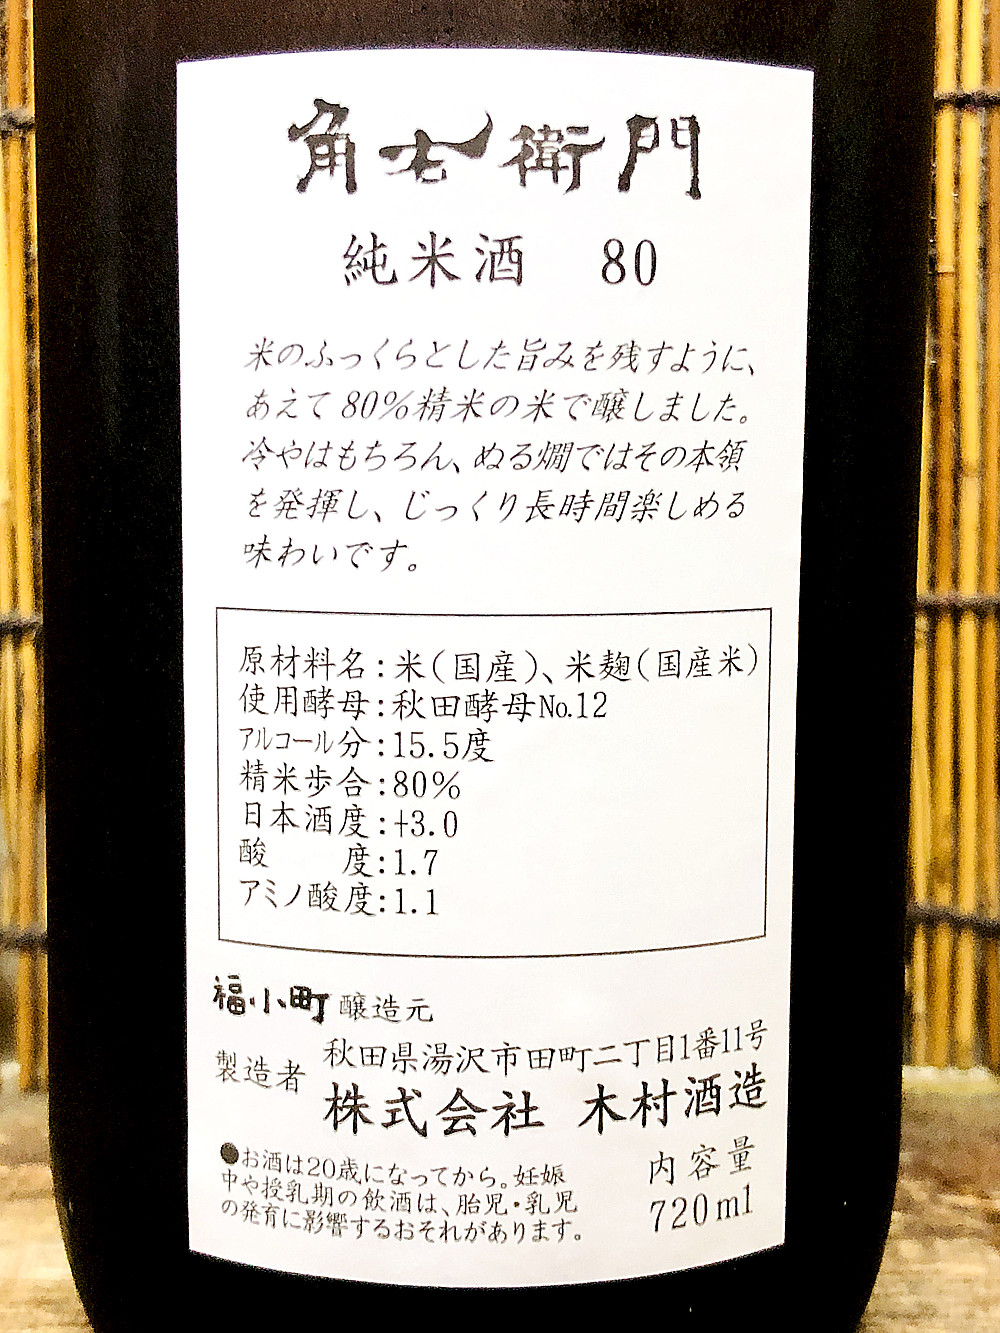 角右衛門
純米酒　80
米のふっくらとした旨みを残すように、
あえて80%精米の米で醸しました。
冷やはもちろん、ぬる燗ではその本領
を発揮し、じっくり長時間楽しめる
味わいです。
原材料名:米(国産)、米麹(国産米)
使用酵母:秋田酵母No.12
アルコール分:15.5度
精米歩合:80%
日本酒度:+3.0
酸　　度:1.7
アミノ酸度:1.1
福小町 醸造元
製造者 秋田県湯沢市田町二丁目1番11号
株式会社 木村酒造
●お酒は20歳になってから。妊娠
中や授乳期の飲酒は、胎児・乳児
の発育に影響するおそれがあります。
内容量
720ml